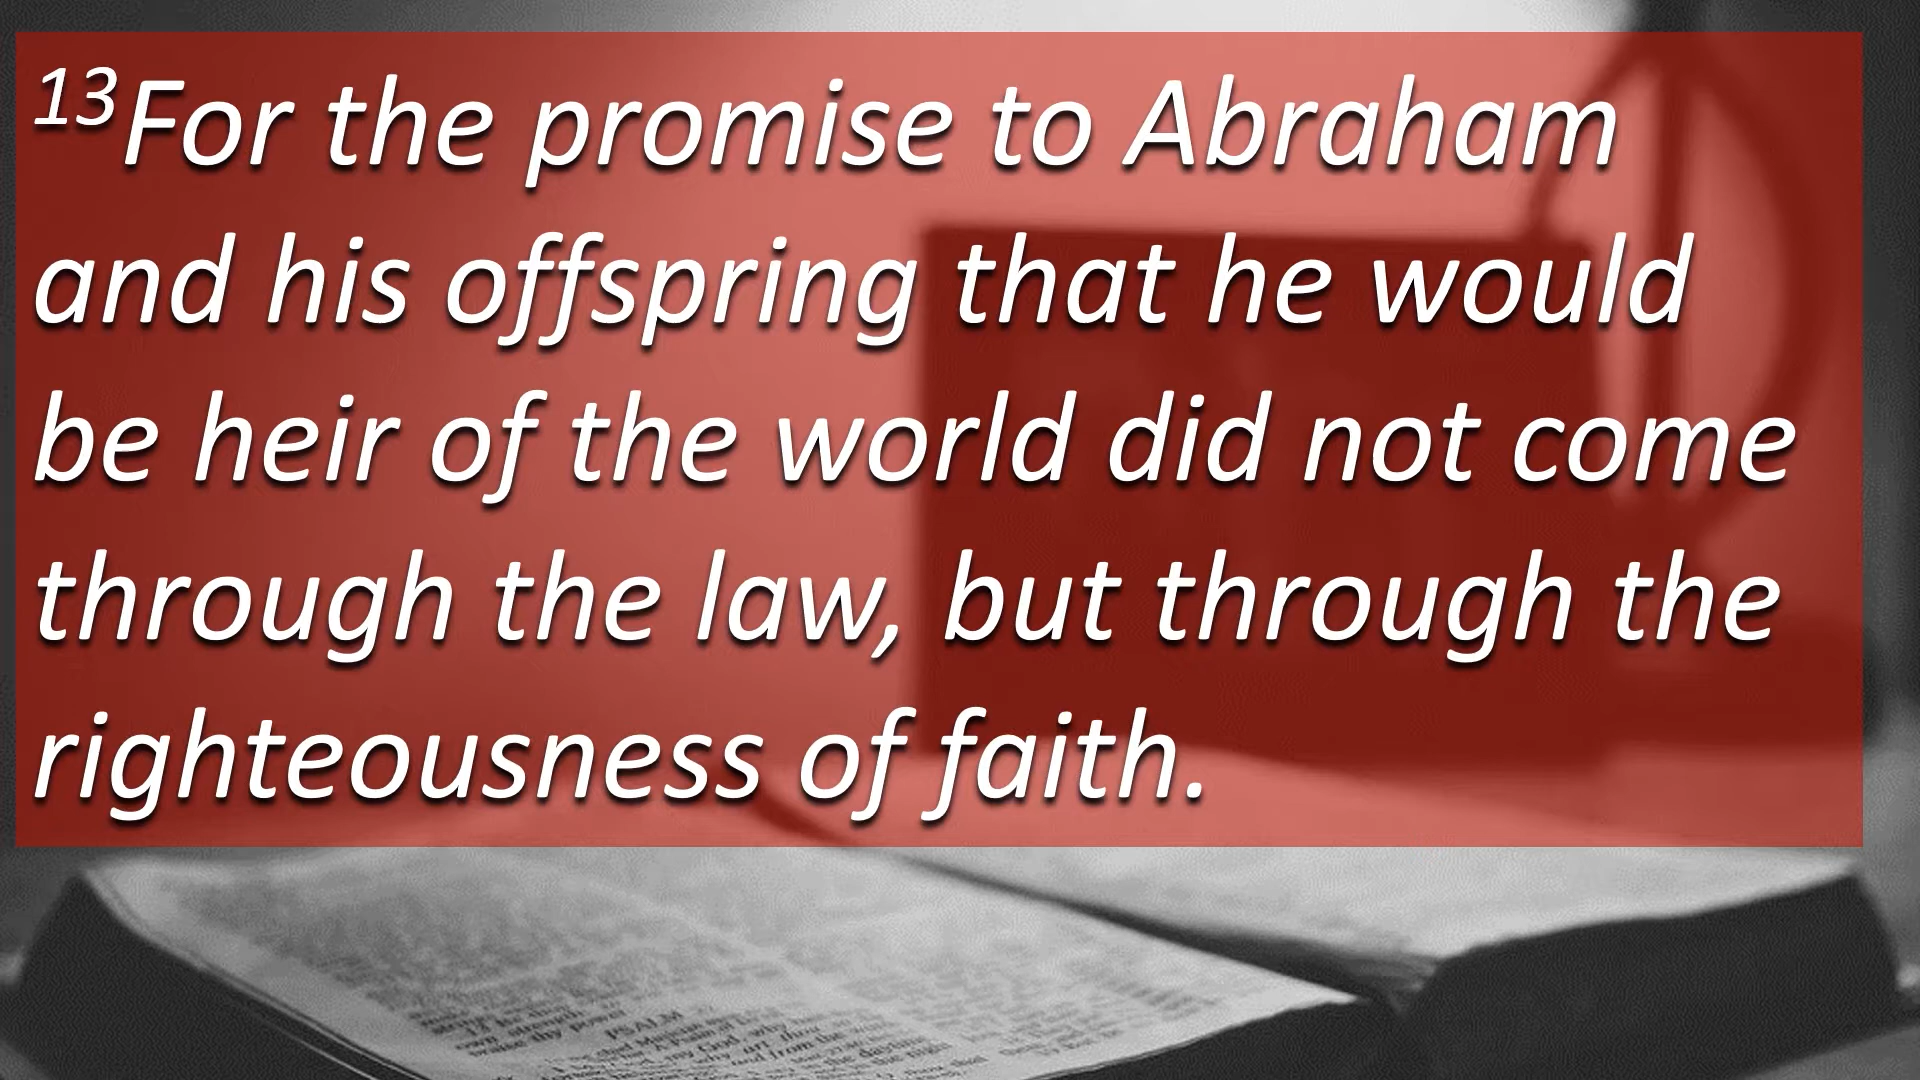 13For the promise to Abraham
and his offspring that he would
be heir of the world did not come
through the law, but through the
righteousness of faith.
PSALM